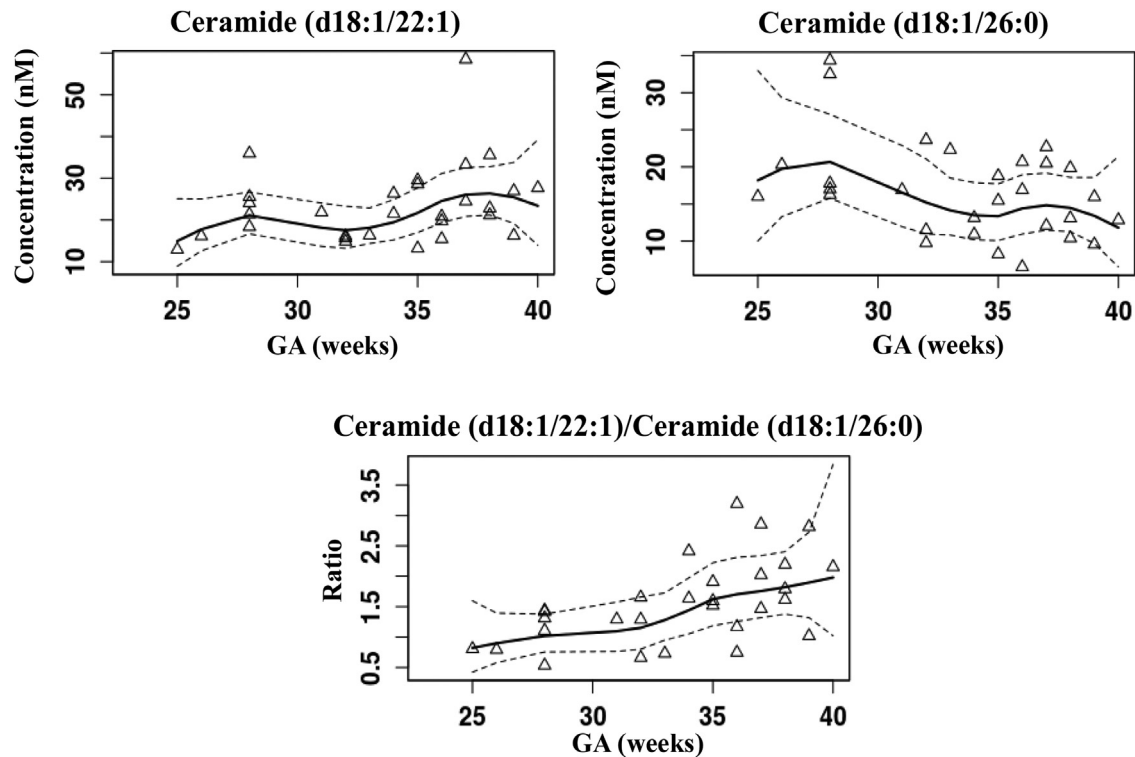 Ceramide (d18:1/22:1)
Concentration (nM)
10 30 50
25 30 35 40
GA (weeks)
Ceramide (d18:1/26:0)
Concentration (nM)
10 20 30
25 30 35 40
GA (weeks)
Ceramide (d18:1/22:1)/Ceramide (d18:1/26:0)
Ratio
0.5 1.5 2.5 3.5
25 30 35 40
GA (weeks)